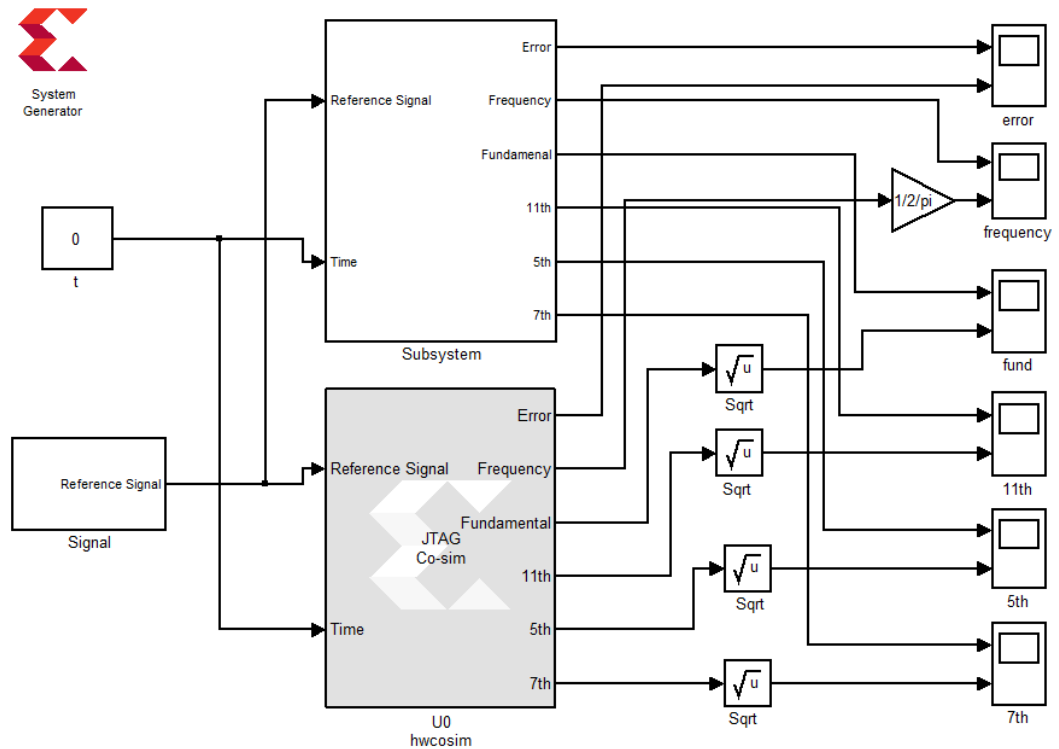 System
Generator
0
t
Reference Signal
Signal
Reference Signal
Time
Error
Frequency
Fundamenal
11th
5th
7th
Subsystem
Reference Signal
Time
JTAG
Co-sim
Error
Frequency
Fundamental
11th
5th
7th
U0
hwcosim
1/2/pi
√u
Sqrt
√u
Sqrt
√u
Sqrt
√u
Sqrt
error
frequency
fund
11th
5th
7th